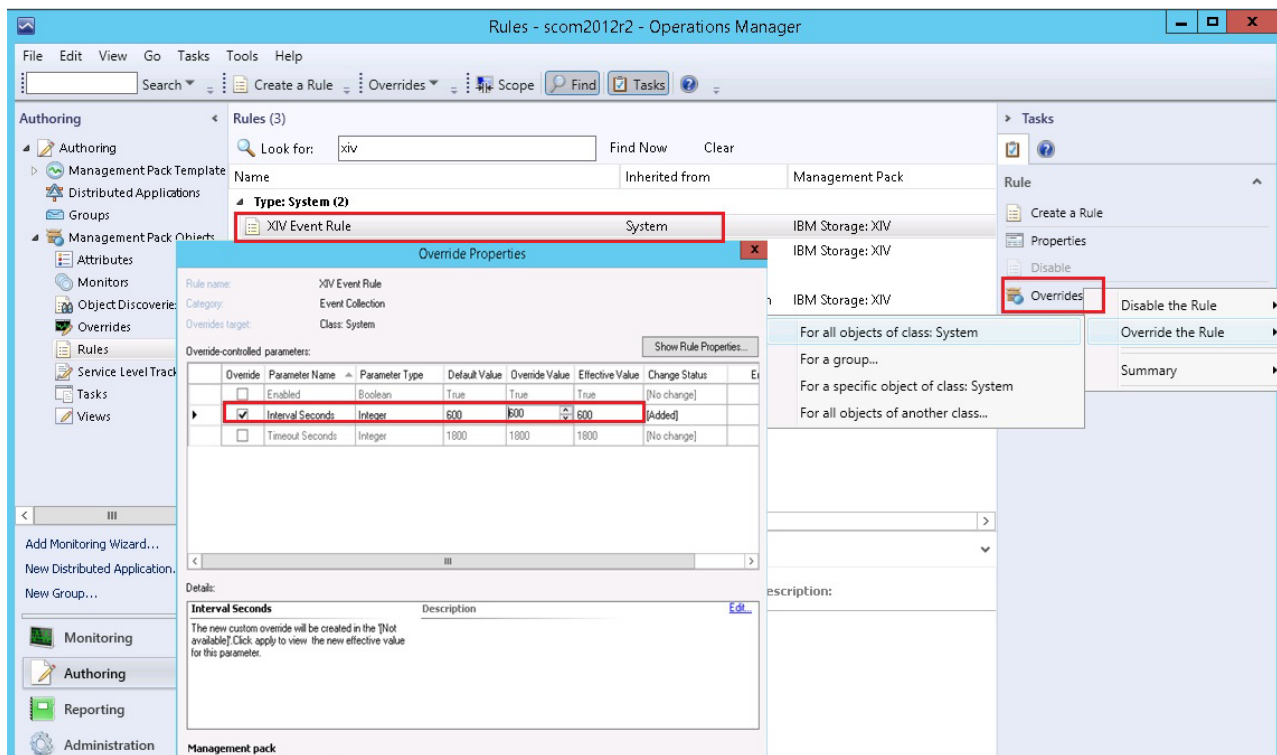 Rules - scom2012r2 - Operations Manager
File Edit View Go Tasks Tools Help
Search Create a Rule Overrides Scope Find Tasks
Authoring
Authoring
Management Pack Template
Distributed Applications
Groups
Management Pack Objects
Attributes
Monitors
Object Discoverie
Overrides
Rules
Service Level Track
Tasks
Views
Add Monitoring Wizard...
New Distributed Application.
New Group...
Monitoring
Authoring
Reporting
Administration
Rules (3)
Look for: xiv Find Now Clear
Name Inherited from Management Pack
Type: System (2)
XIV Event Rule System IBM Storage: XIV
IBM Storage: XIV
IBM Storage: XIV
Override Properties
Rule name: XIV Event Rule
Category: Event Collection
Overrides target: Class: System
Override-controlled parameters: Show Rule Properties...
Override Parameter Name Parameter Type Default Value Override Value Effective Value Change Status
Enabled Boolean True True True [No change]
Interval Seconds Integer 600 600 600 [Added]
Timeout Seconds Integer 1800 1800 1800 [No change]
Details:
Interval Seconds Description Edit...
The new custom override will be created in the '[Not
available]'.Click apply to view the new effective value
for this parameter.
Management pack
escription:
Tasks
Rule
Create a Rule
Properties
Disable
Overrides
Disable the Rule
Override the Rule
Summary
For all objects of class: System
For a group...
For a specific object of class: System
For all objects of another class...